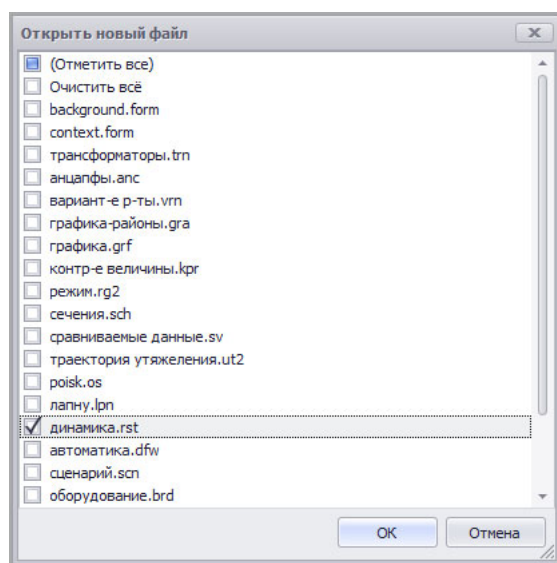 Открыть новый файл
(Отметить все)
Очистить всё
background.form
context.form
трансформаторы.trn
анцапфы.anc
вариант-е р-ты.vrn
графика-районы.gra
графика.grf
контр-е величины.kpr
режим.rg2
сечения.sch
сравниваемые данные.sv
траектория утяжеления.ut2
poisk.os
лапну.lpn
динамика.rst
автоматика.dfw
сценарий.scn
оборудование.brd
ОК Отмена